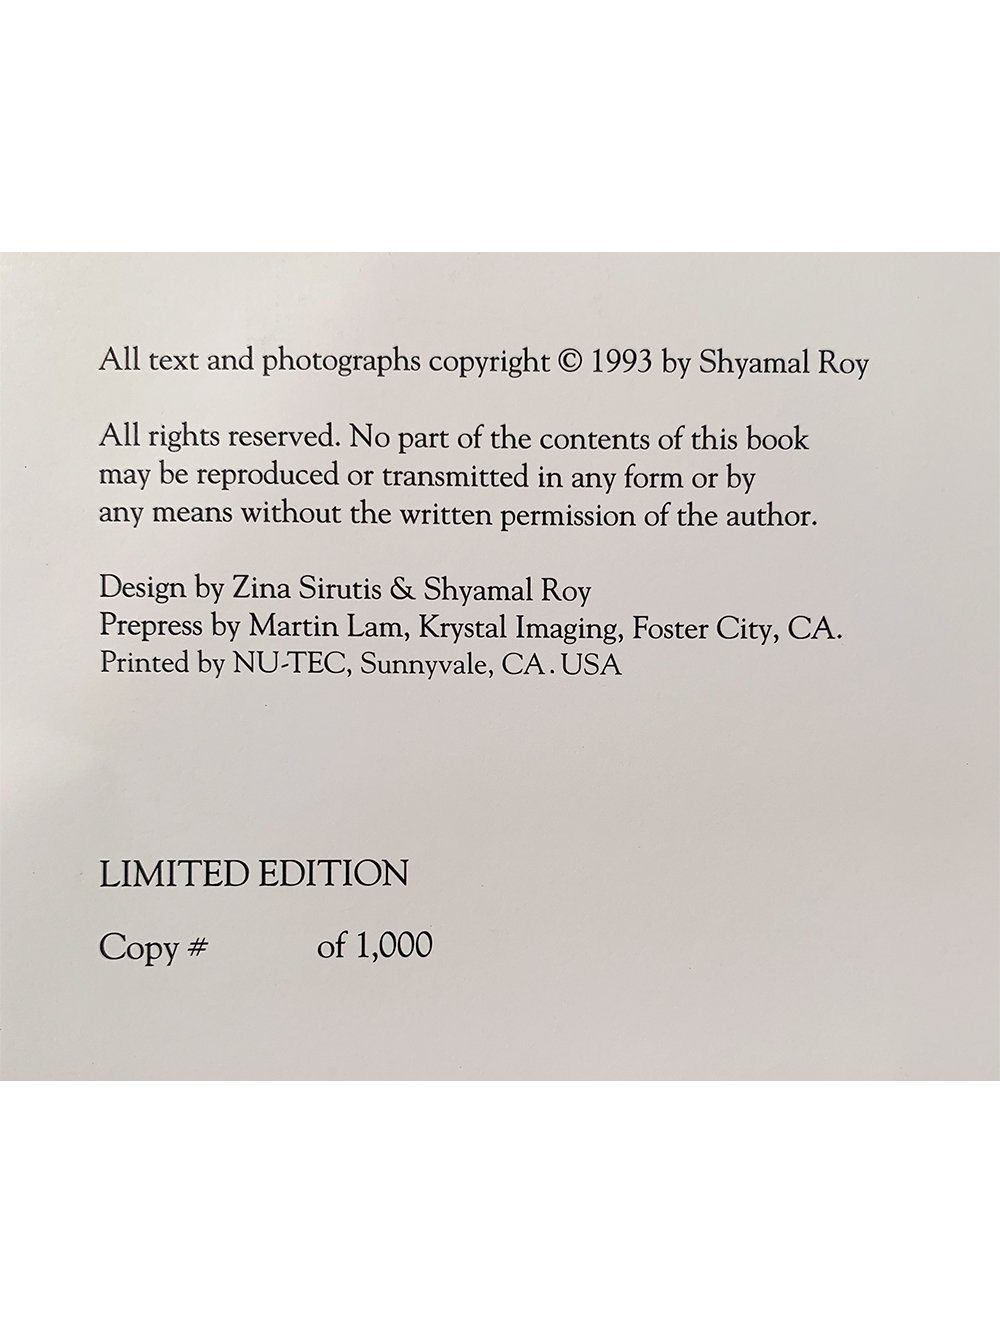 All text and photographs copyright © 1993 by Shyamal Roy
All rights reserved. No part of the contents of this book
may be reproduced or transmitted in any form or by
any means without the written permission of the author.
Design by Zina Sirutis & Shyamal Roy
Prepress by Martin Lam, Krystal Imaging, Foster City, CA.
Printed by NU-TEC, Sunnyvale, CA. USA
LIMITED EDITION
Copy # of 1,000